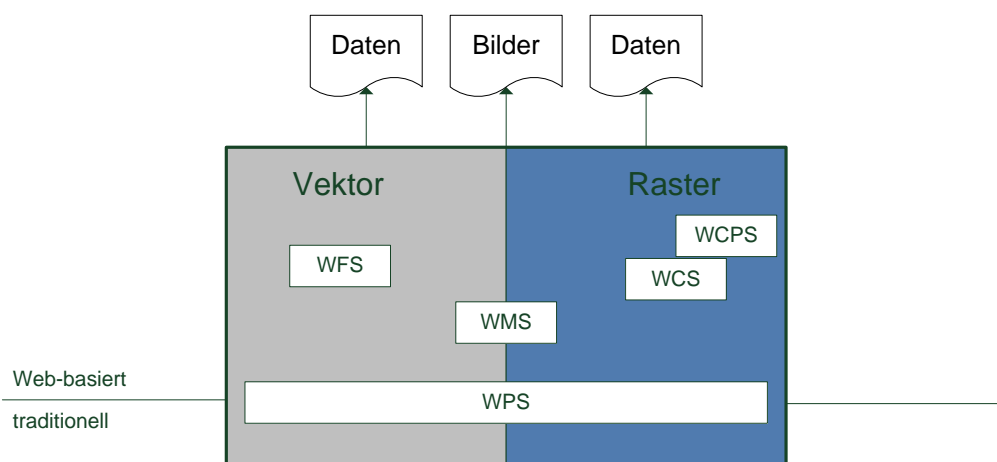 Daten
Bilder
Daten
Vektor
Raster
WCPS
WFS
WCS
WMS
Web-basiert
WPS
traditionell